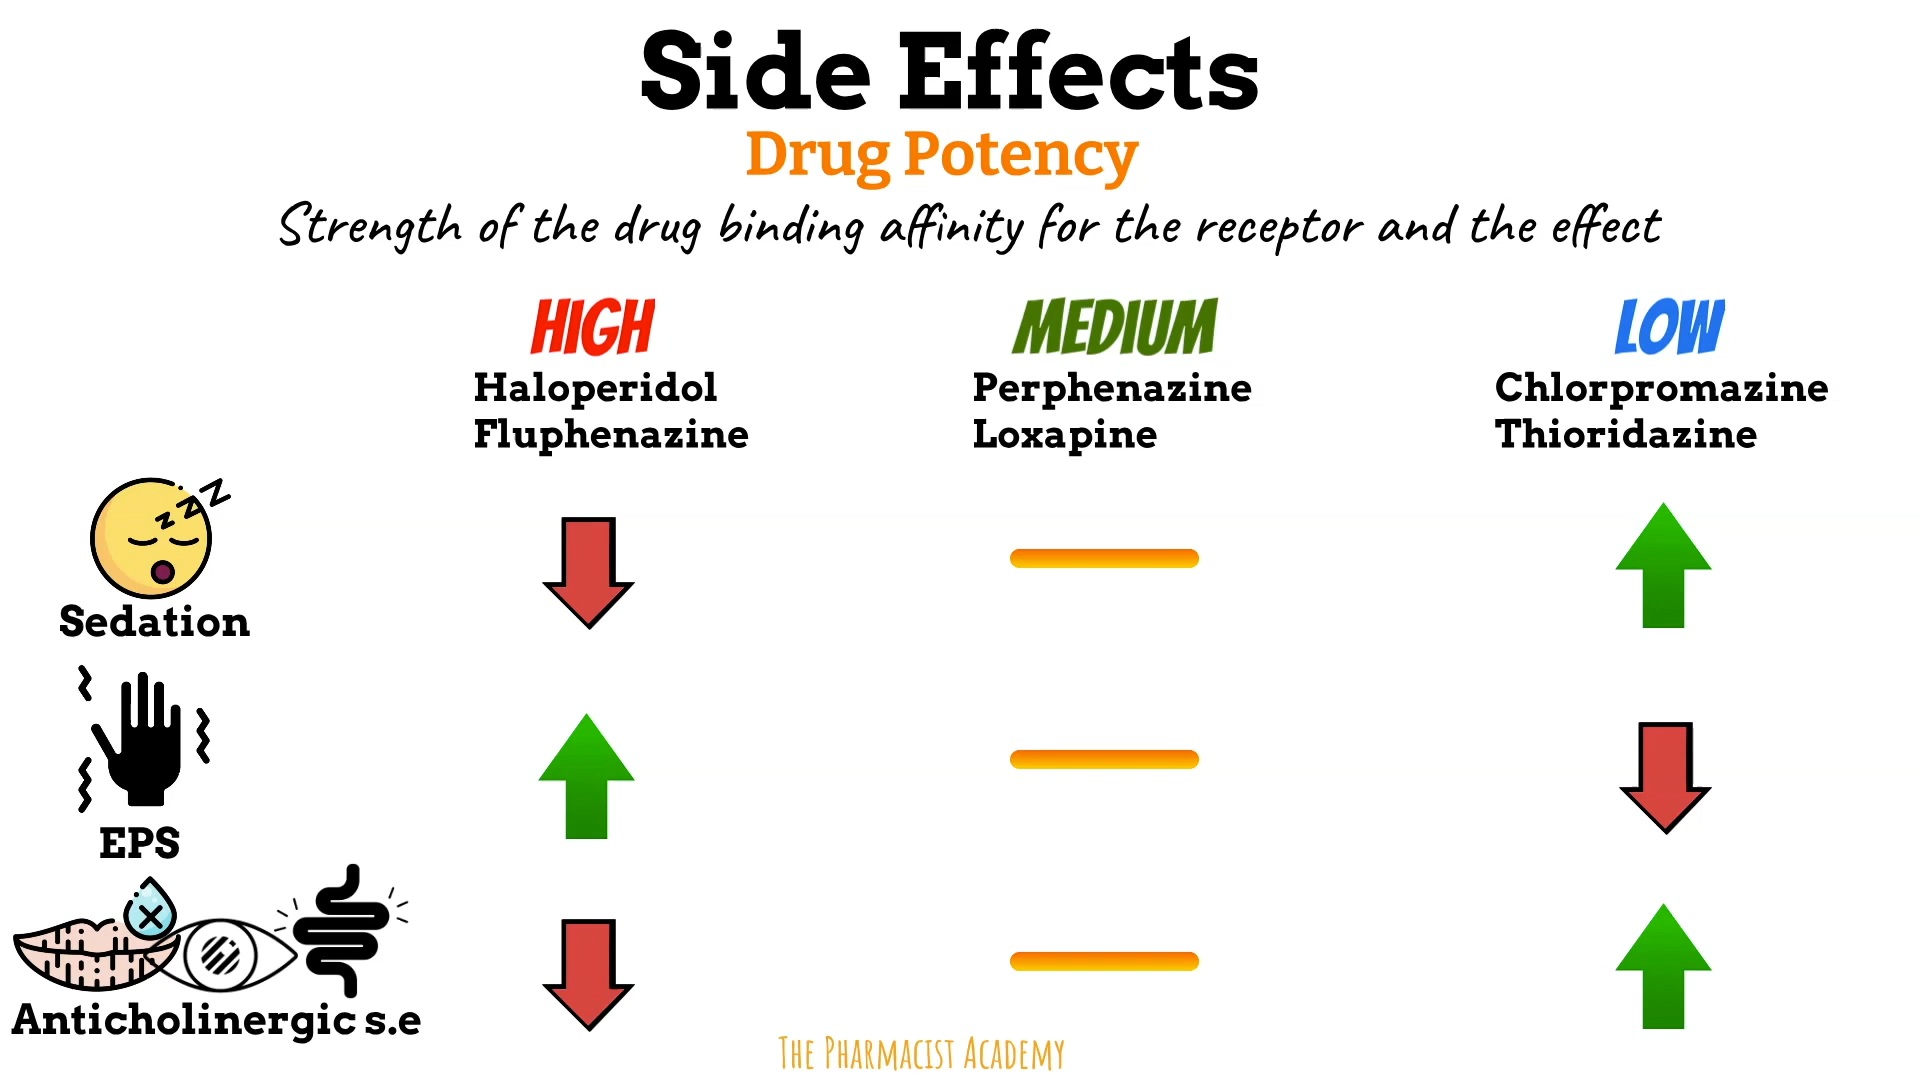 Side Effects
Drug Potency
Strength of the drug binding affinity for the receptor and the effect
HIGH
MEDIUM
LOW
Haloperidol
Fluphenazine
Perphenazine
Loxapine
Chlorpromazine
Thioridazine
z z z
Sedation
EPS
Anticholinergic s.e
THE PHARMACIST ACADEMY